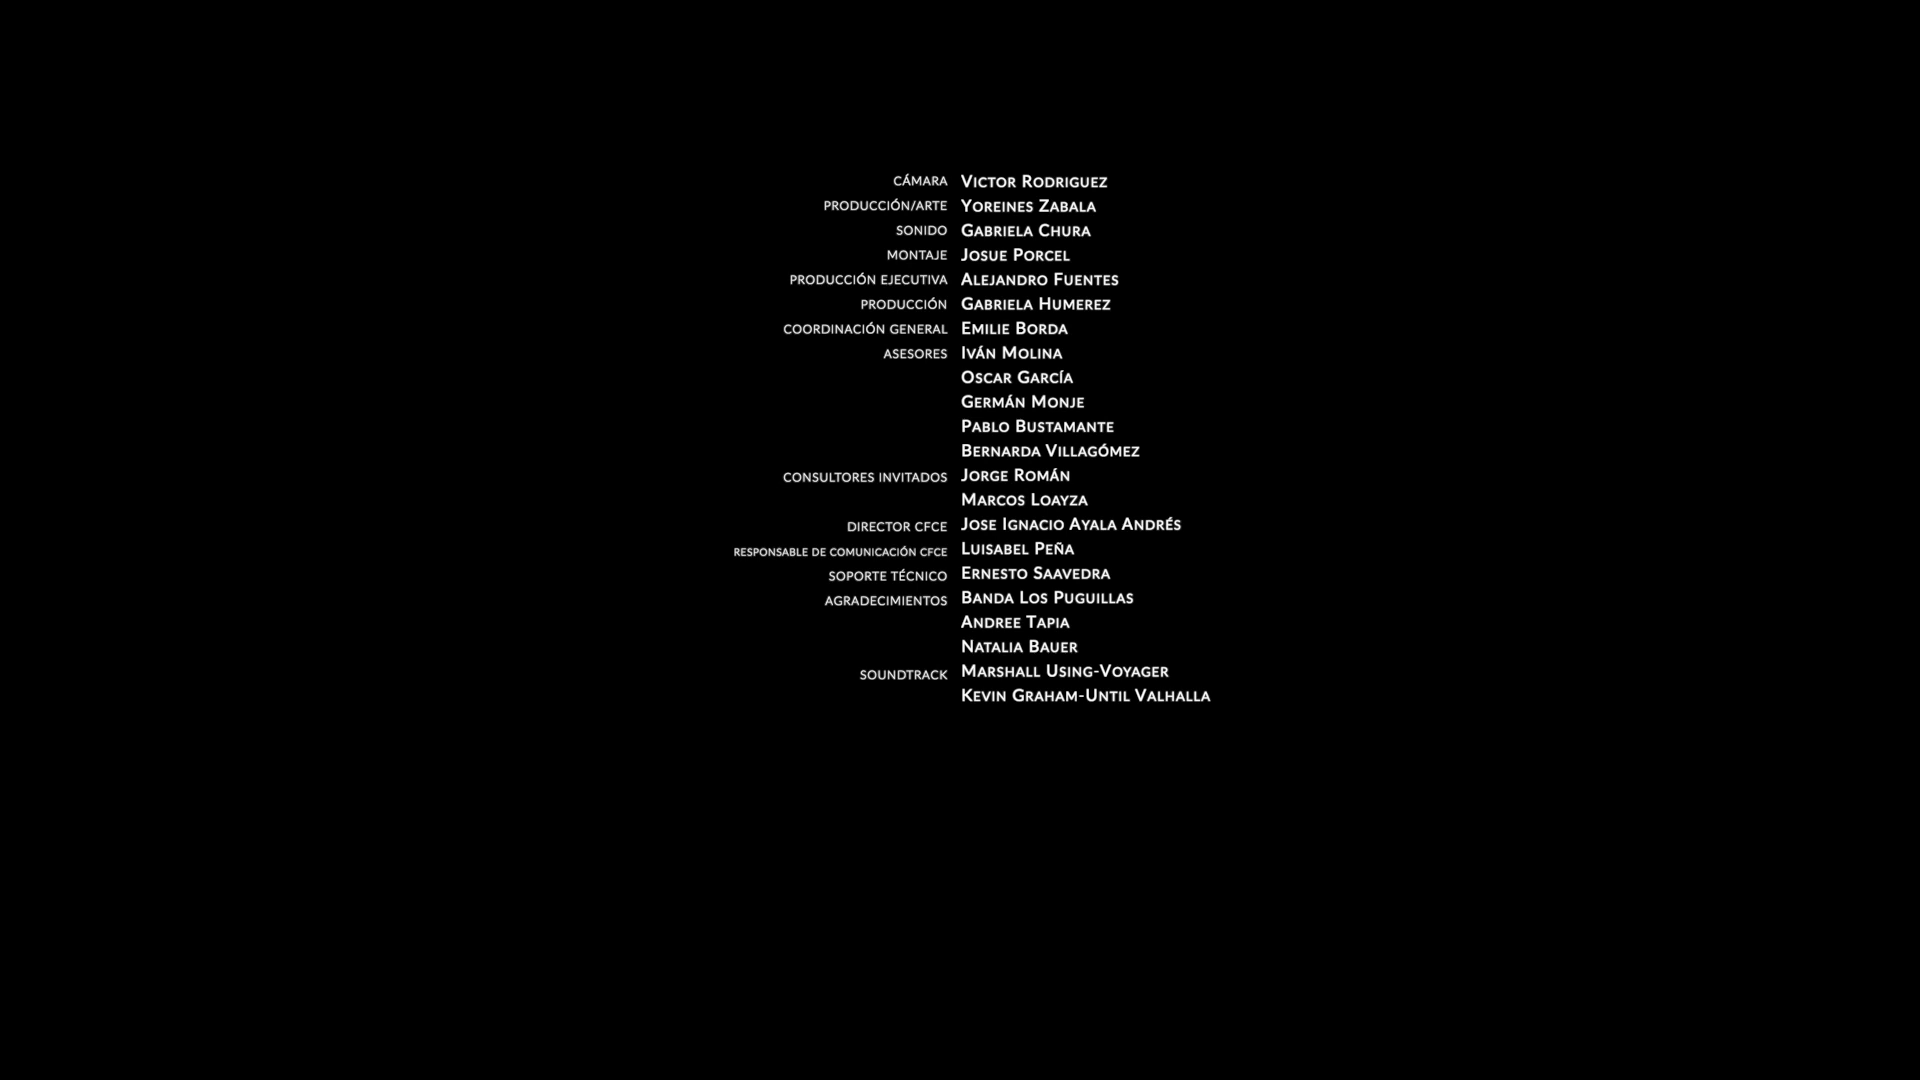 CÁMARA VICTOR RODRIGUEZ
PRODUCCIÓN/ARTE YOREINES ZABALA
SONIDO GABRIELA CHURA
MONTAJE JOSUE PORCEL
PRODUCCIÓN EJECUTIVA ALEJANDRO FUENTES
PRODUCCIÓN GABRIELA HUMEREZ
COORDINACIÓN GENERAL EMILIE BORDA
ASESORES IVÁN MOLINA
OSCAR GARCÍA
GERMÁN MONJE
PABLO BUSTAMANTE
BERNARDA VILLAGÓMEZ
CONSULTORES INVITADOS JORGE ROMÁN
MARCOS LOAYZA
DIRECTOR CFCE JOSE IGNACIO AYALA ANDRÉS
RESPONSABLE DE COMUNICACIÓN CFCE LUISABEL PEÑA
SOPORTE TÉCNICO ERNESTO SAAVEDRA
AGRADECIMIENTOS BANDA LOS PUGUILLAS
ANDREE TAPIA
NATALIA BAUER
SOUNDTRACK MARSHALL USING-VOYAGER
KEVIN GRAHAM-UNTIL VALHALLA